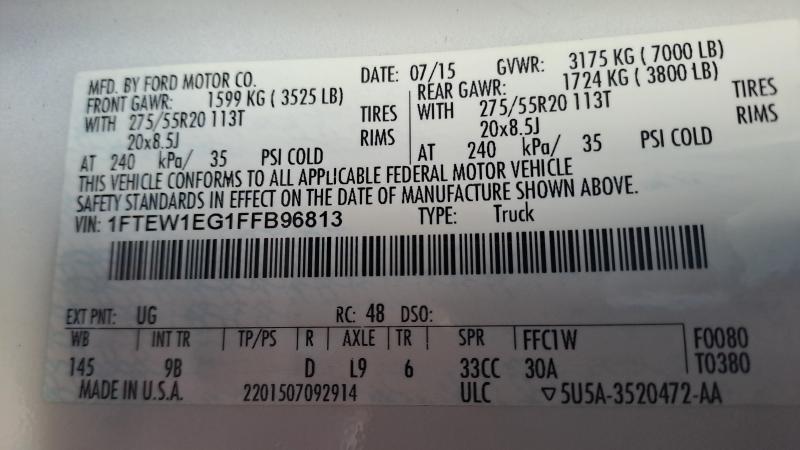 MFD. BY FORD MOTOR CO. DATE: 07/15 GVWR: 3175 KG ( 7000 LB)
FRONT GAWR: 1599 KG ( 3525 LB) REAR GAWR: 1724 KG ( 3800 LB)
WITH 275/55R20 113T TIRES WITH 275/55R20 113T TIRES
20x8.5J RIMS 20x8.5J RIMS
AT 240 kPa/ 35 PSI COLD AT 240 kPa/ 35 PSI COLD
THIS VEHICLE CONFORMS TO ALL APPLICABLE FEDERAL MOTOR VEHICLE
SAFETY STANDARDS IN EFFECT ON THE DATE OF MANUFACTURE SHOWN ABOVE.
VIN: 1FTEW1EG1FFB96813 TYPE: Truck
EXT PNT: UG RC: 48 DSO:
WB | INT TR | TP/PS | R | AXLE | TR | SPR | FFC1W F0080
145 9B D L9 6 33CC 30A T0380
MADE IN U.S.A. 2201507092914 ULC ▽5U5A-3520472-AA